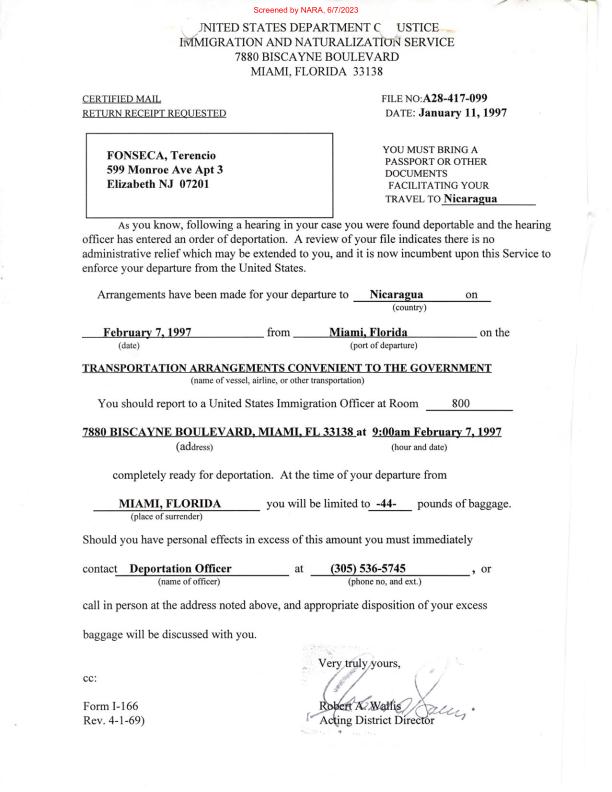 Screened by NARA, 6/7/2023
UNITED STATES DEPARTMENT O USTICE
IMMIGRATION AND NATURALIZATION SERVICE
7880 BISCAYNE BOULEVARD
MIAMI, FLORIDA 33138
CERTIFIED MAIL
RETURN RECEIPT REQUESTED
FILE NO:A28-417-099
DATE: January 11, 1997
FONSECA, Terencio
599 Monroe Ave Apt 3
Elizabeth NJ 07201
YOU MUST BRING A
PASSPORT OR OTHER
DOCUMENTS
FACILITATING YOUR
TRAVEL TO Nicaragua
As you know, following a hearing in your case you were found deportable and the hearing
officer has entered an order of deportation. A review of your file indicates there is no
administrative relief which may be extended to you, and it is now incumbent upon this Service to
enforce your departure from the United States.
Arrangements have been made for your departure to Nicaragua on
(country)
February 7, 1997 from Miami, Florida on the
(date) (port of departure)
TRANSPORTATION ARRANGEMENTS CONVENIENT TO THE GOVERNMENT
(name of vessel, airline, or other transportation)
You should report to a United States Immigration Officer at Room 800
7880 BISCAYNE BOULEVARD, MIAMI, FL 33138 at 9:00am February 7, 1997
(address) (hour and date)
completely ready for deportation. At the time of your departure from
MIAMI, FLORIDA you will be limited to -44- pounds of baggage.
(place of surrender)
Should you have personal effects in excess of this amount you must immediately
contact Deportation Officer at (305) 536-5745 , or
(name of officer) (phone no, and ext.)
call in person at the address noted above, and appropriate disposition of your excess
baggage will be discussed with you.
Very truly yours,
cc:
Form I-166
Rev. 4-1-69)
Robert A. Wallis
Acting District Director